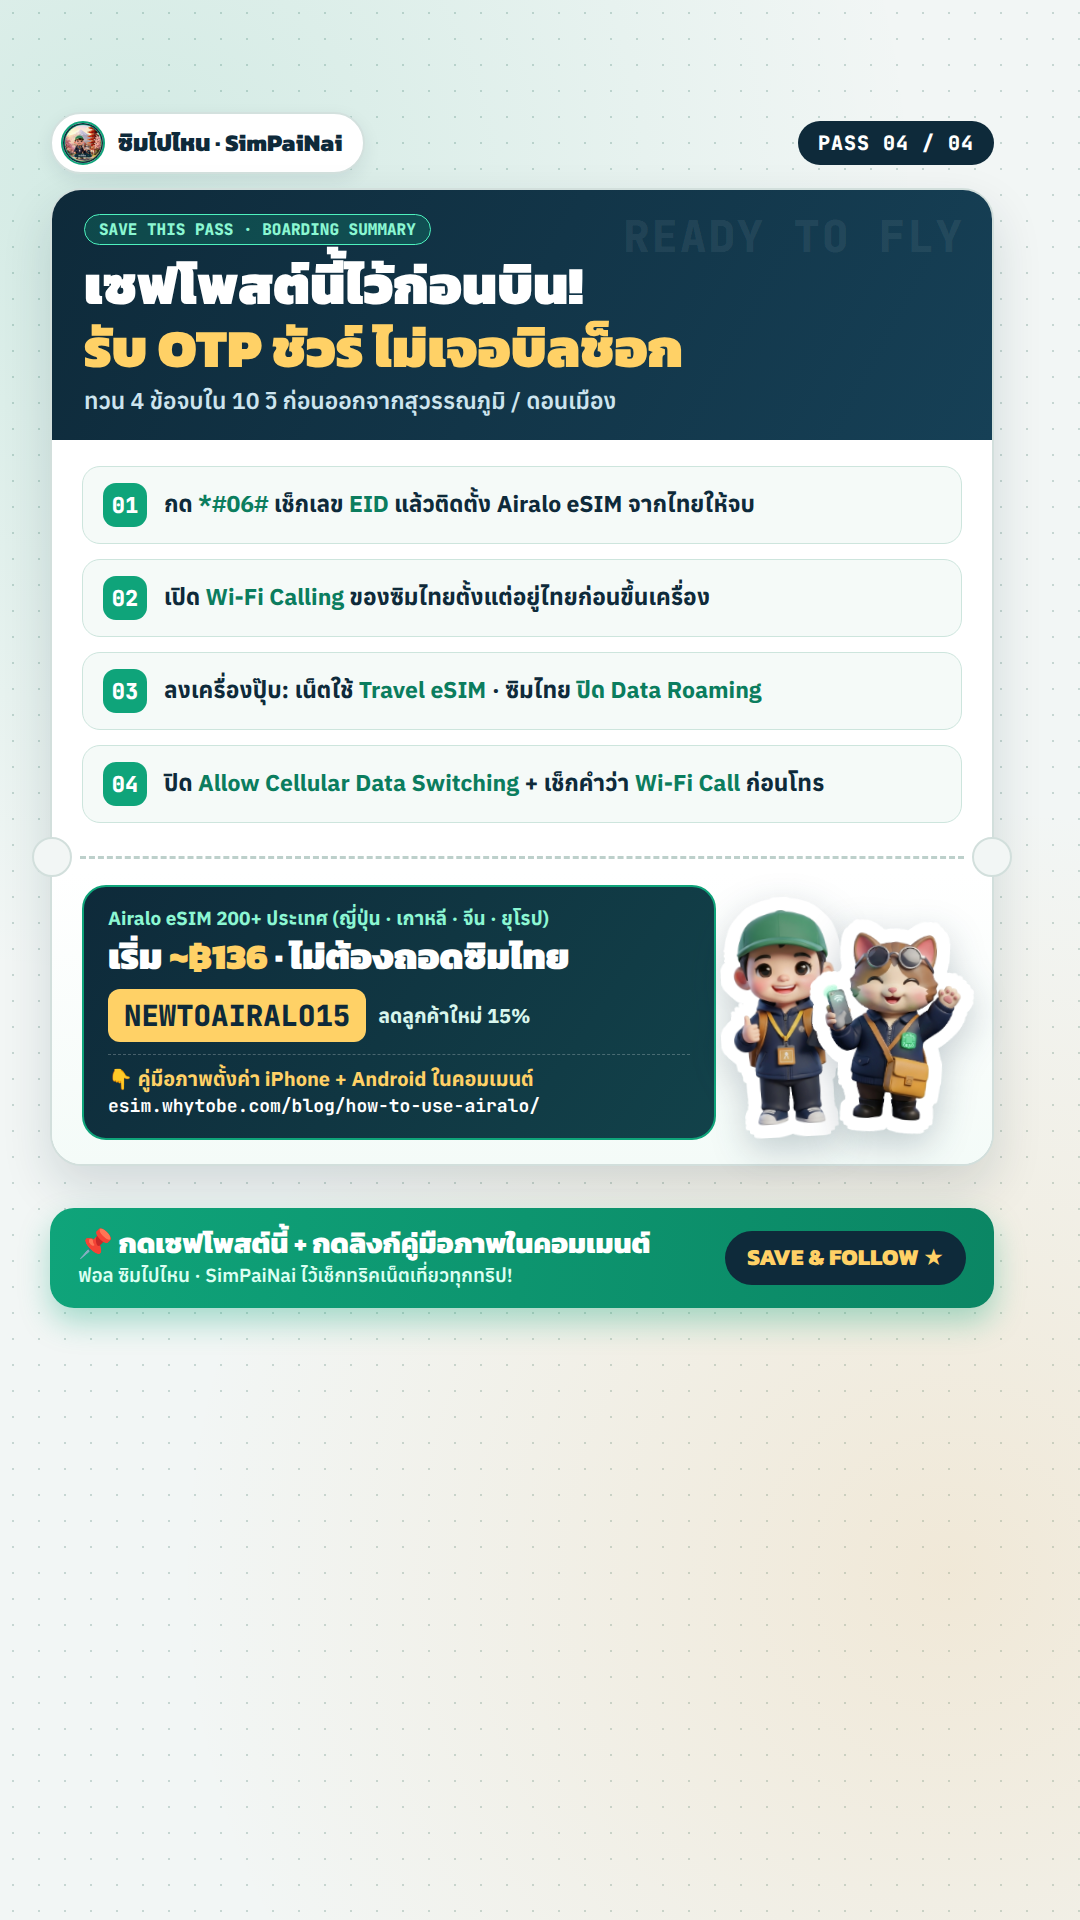 ซิมไปไหน · SimPaiNai
PASS 04 / 04
SAVE THIS PASS · BOARDING SUMMARY
READY TO FLY
เซฟโพสต์นี้ไว้ก่อนบิน!
รับ OTP ชัวร์ ไม่เจอบิลช็อก
ทวน 4 ข้อจบใน 10 วิ ก่อนออกจากสุวรรณภูมิ / ดอนเมือง
01 กด *#06# เช็กเลข EID แล้วติดตั้ง Airalo eSIM จากไทยให้จบ
02 เปิด Wi-Fi Calling ของซิมไทยตั้งแต่อยู่ไทยก่อนขึ้นเครื่อง
03 ลงเครื่องปุ๊บ: เน็ตใช้ Travel eSIM · ซิมไทย ปิด Data Roaming
04 ปิด Allow Cellular Data Switching + เช็กคำว่า Wi-Fi Call ก่อนโทร
Airalo eSIM 200+ ประเทศ (ญี่ปุ่น · เกาหลี · จีน · ยุโรป)
เริ่ม ~฿136 · ไม่ต้องถอดซิมไทย
NEWTOAIRALO15 ลดลูกค้าใหม่ 15%
👇 คู่มือภาพตั้งค่า iPhone + Android ในคอมเมนต์
esim.whytobe.com/blog/how-to-use-airalo/
📌 กดเซฟโพสต์นี้ + กดลิงก์คู่มือภาพในคอมเมนต์
ฟอล ซิมไปไหน · SimPaiNai ไว้เช็กทริคเน็ตเที่ยวทุกทริป!
SAVE & FOLLOW ★